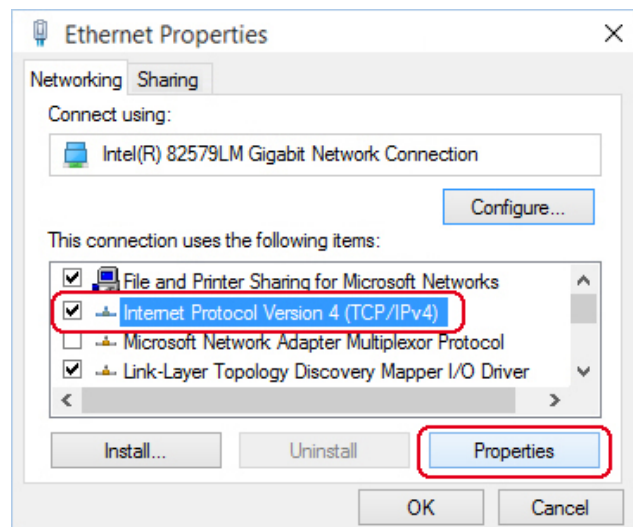 Ethernet Properties
Networking Sharing
Connect using:
Intel(R) 82579LM Gigabit Network Connection
Configure...
This connection uses the following items:
File and Printer Sharing for Microsoft Networks
Internet Protocol Version 4 (TCP/IPv4)
Microsoft Network Adapter Multiplexor Protocol
Link-Layer Topology Discovery Mapper I/O Driver
Install... Uninstall Properties
OK Cancel